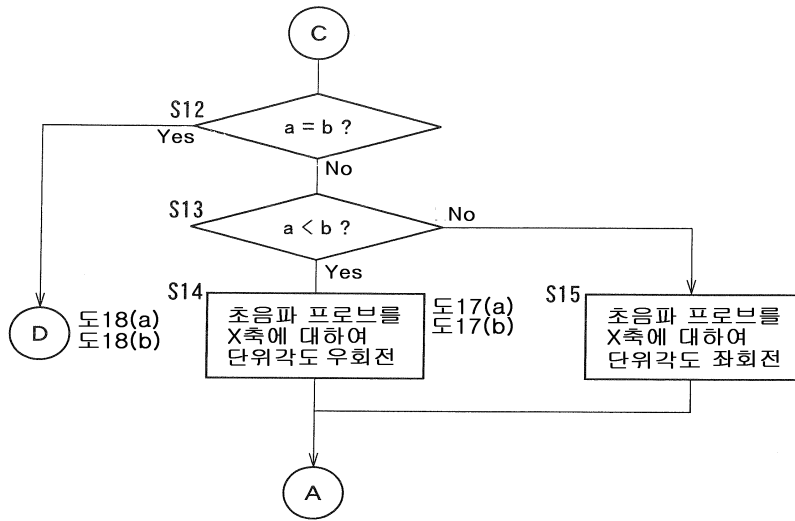 C
S12
a = b ?
Yes
No
S13
a < b ?
No
Yes
S14
초음파 프로브를
X축에 대하여
단위각도 우회전
도17(a)
도17(b)
S15
초음파 프로브를
X축에 대하여
단위각도 좌회전
D
도18(a)
도18(b)
A